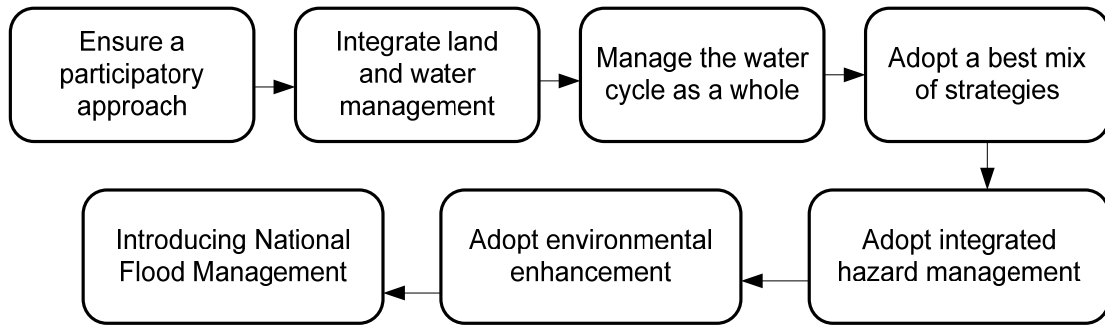 Ensure a
participatory
approach
Integrate land
and water
management
Manage the water
cycle as a whole
Adopt a best mix
of strategies
Adopt integrated
hazard management
Adopt environmental
enhancement
Introducing National
Flood Management